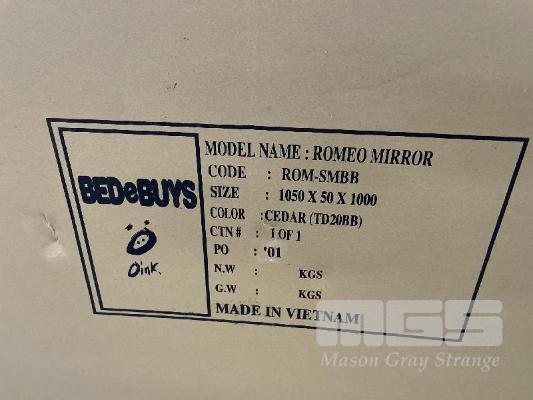 BEDeBUYS
Oink.
MODEL NAME : ROMEO MIRROR
CODE : ROM-SMBB
SIZE : 1050 X 50 X 1000
COLOR :CEDAR (TD20BB)
CTN# : 1 OF 1
PO : '01
N.W : KGS
G.W : KGS
MADE IN VIETNAM
MGS
Mason Gray Strange